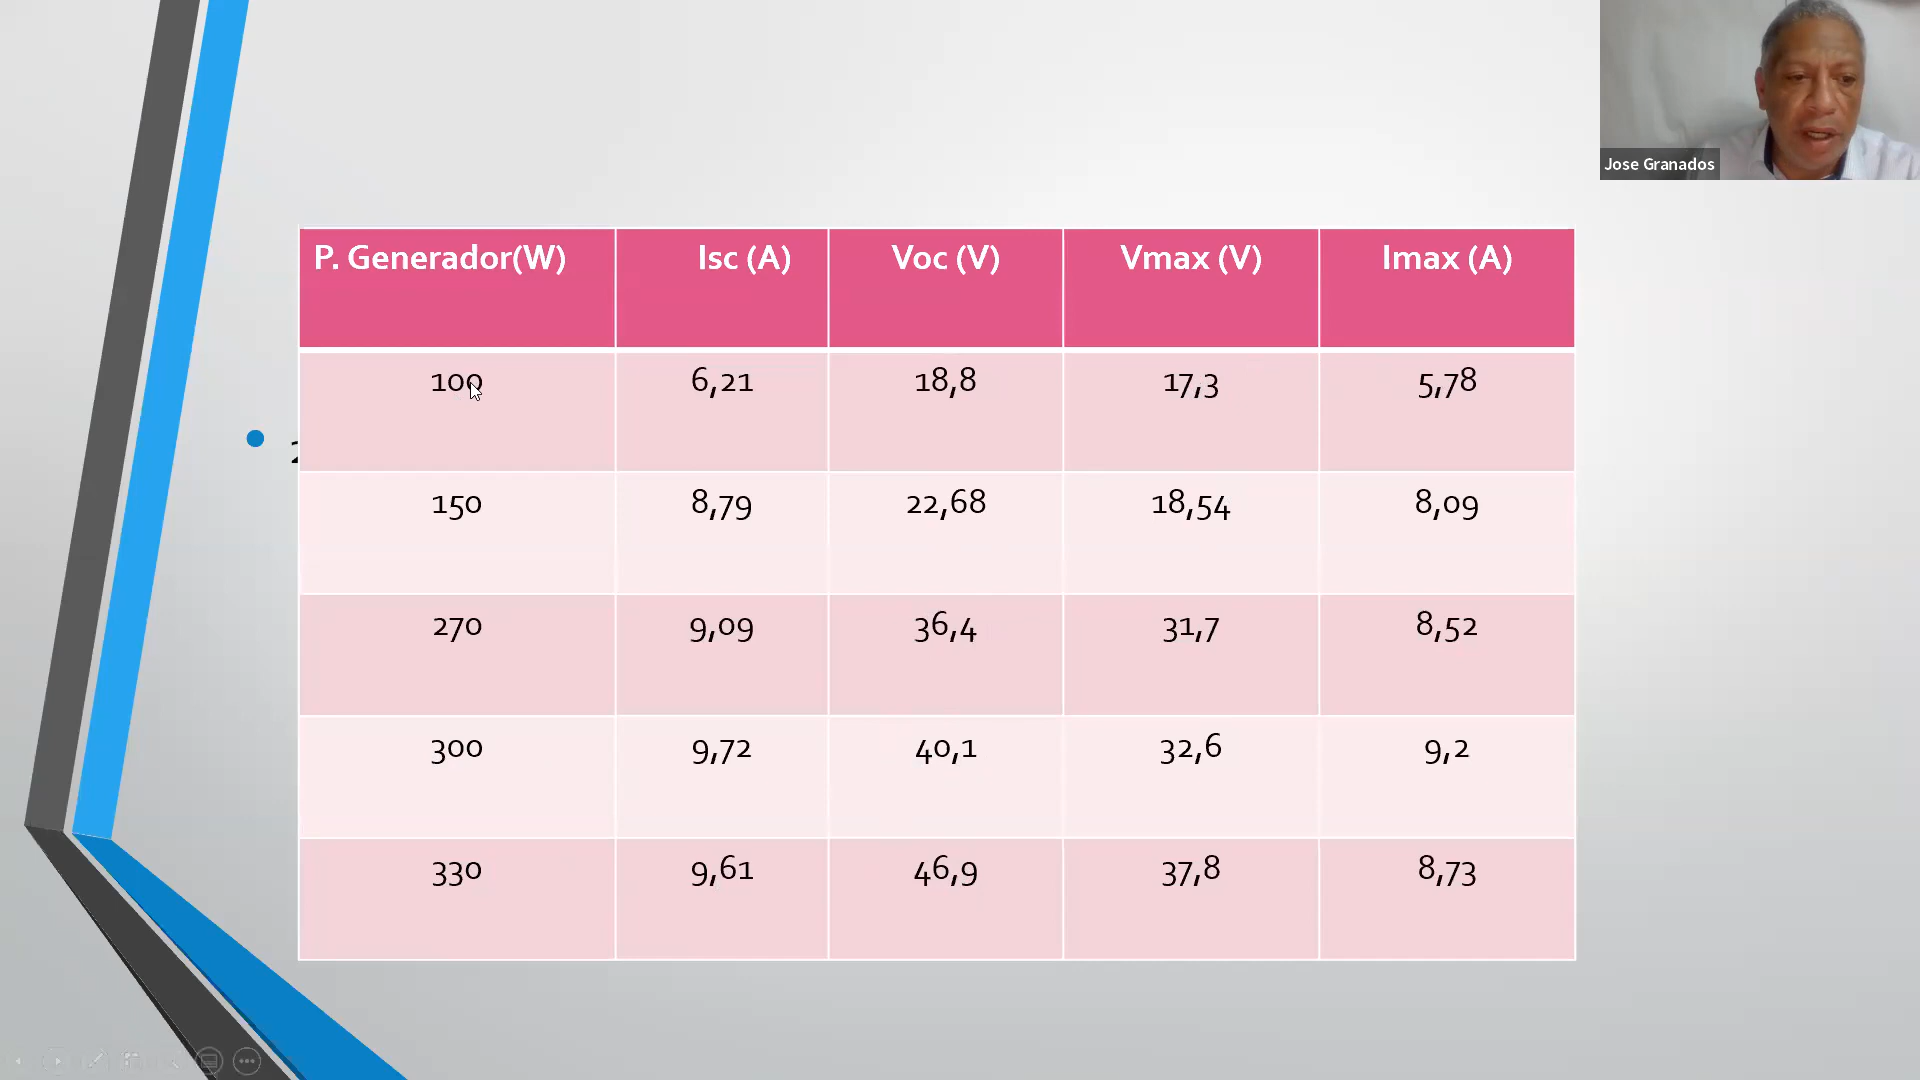 Jose Granados
P. Generador(W) Isc (A) Voc (V) Vmax (V) Imax (A)
100 6,21 18,8 17,3 5,78
150 8,79 22,68 18,54 8,09
270 9,09 36,4 31,7 8,52
300 9,72 40,1 32,6 9,2
330 9,61 46,9 37,8 8,73